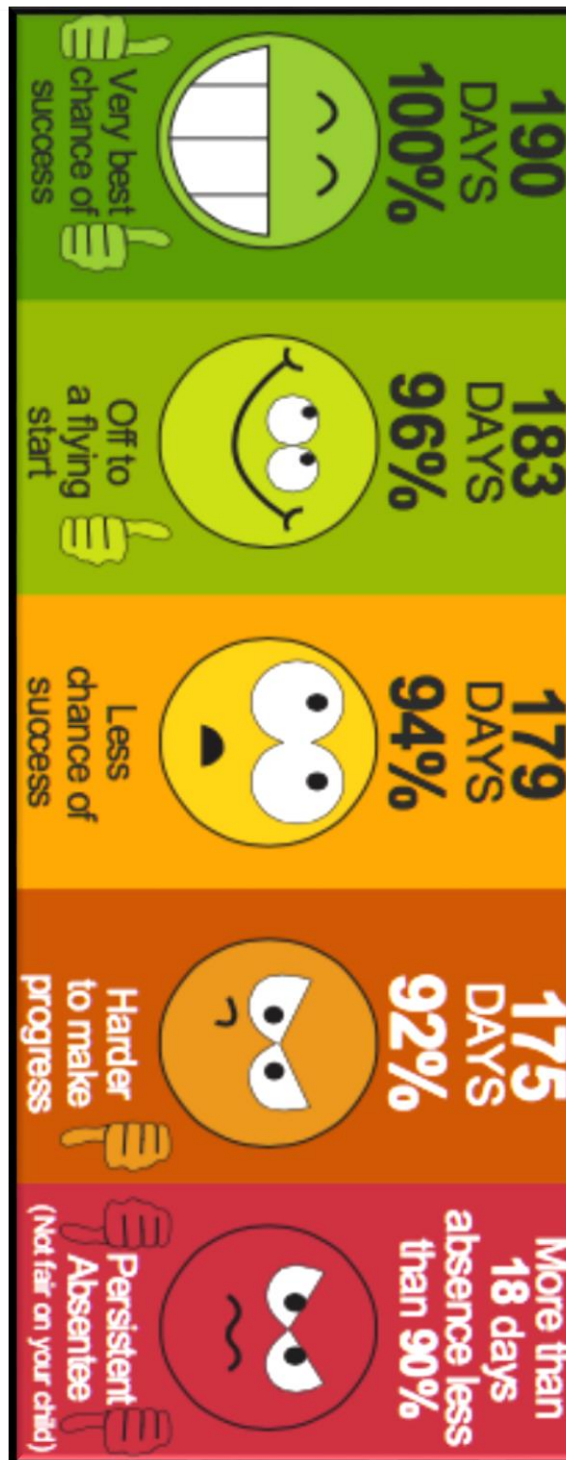 190
DAYS
100%
Very best
chance of
success
183
DAYS
96%
Off to
a flying
start
179
DAYS
94%
Less
chance of
success
175
DAYS
92%
Harder
to make
progress
More than
18 days
absence less
than 90%
Persistent
Absentee
(Not fair on your child)